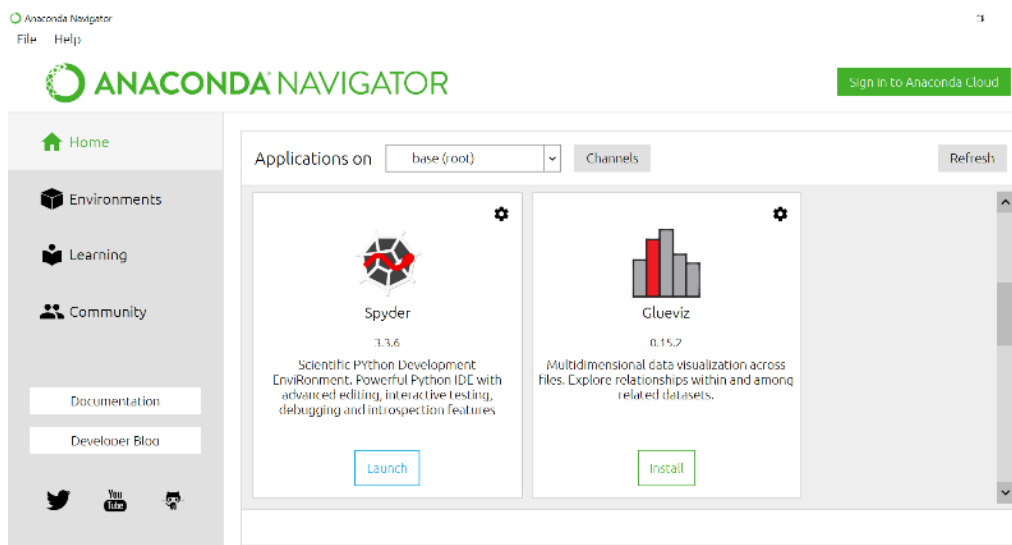 Anaconda Navigator
File Help
ANACONDA NAVIGATOR
Sign in to Anaconda Cloud
Home
Environments
Learning
Community
Documentation
Developer Blog
You
Tube
Applications on base (root) Channels Refresh
Spyder
3.3.6
Scientific PYthon Development
EnviRonment. Powerful Python IDE with
advanced editing, interactive testing,
debugging and introspection features
Launch
Glueviz
0.15.2
Multidimensional data visualization across
files. Explore relationships within and among
related datasets.
Install